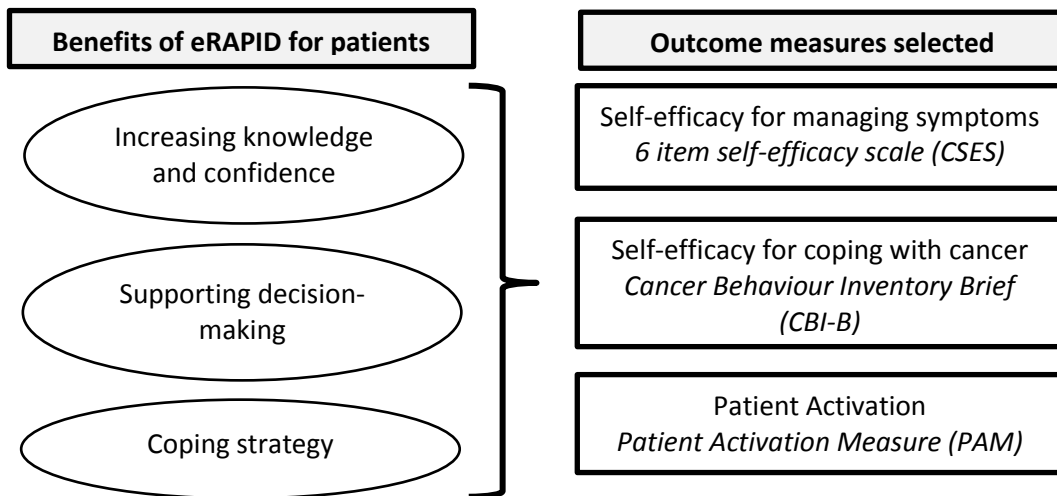 Benefits of eRAPID for patients
Increasing knowledge
and confidence
Supporting decision-
making
Coping strategy
Outcome measures selected
Self-efficacy for managing symptoms
6 item self-efficacy scale (CSES)
Self-efficacy for coping with cancer
Cancer Behaviour Inventory Brief
(CBI-B)
Patient Activation
Patient Activation Measure (PAM)